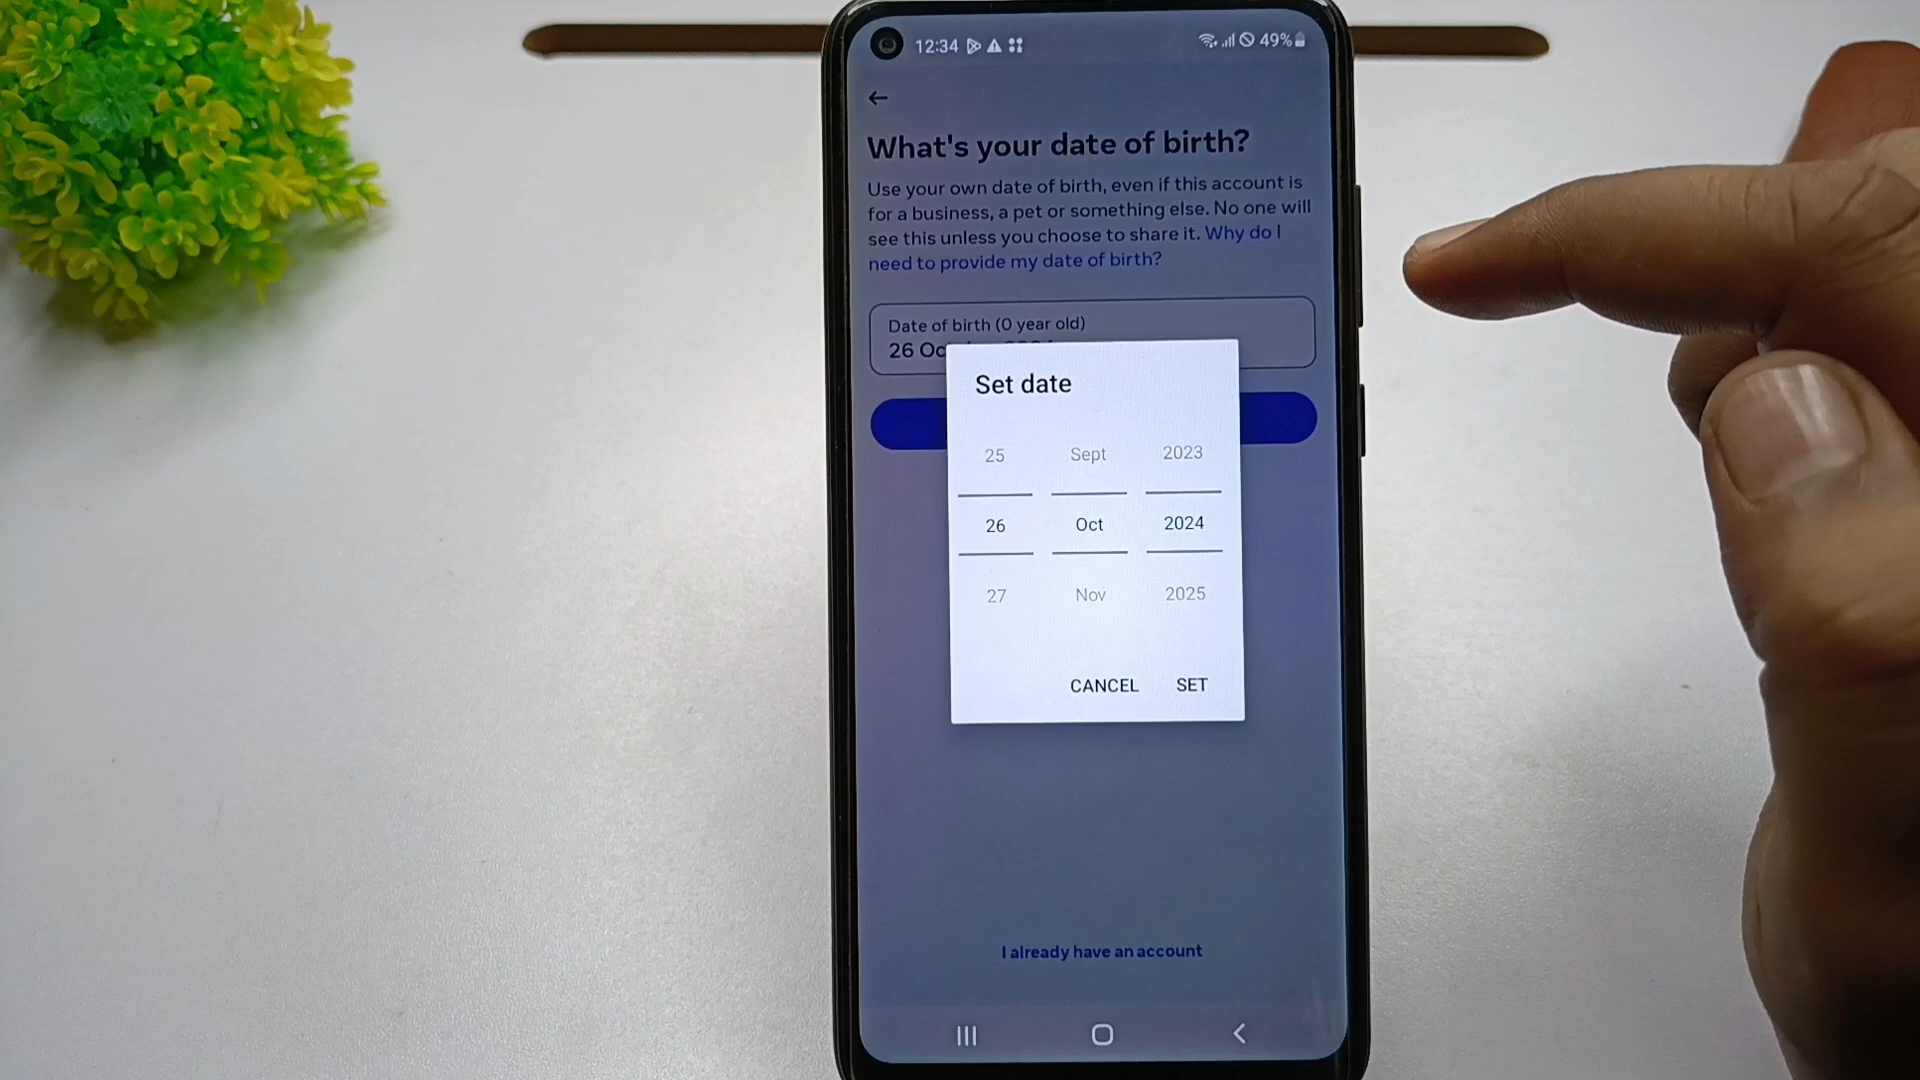 12:34 49%
What's your date of birth?
Use your own date of birth, even if this account is
for a business, a pet or something else. No one will
see this unless you choose to share it. Why do I
need to provide my date of birth?
Date of birth (0 year old)
26 Oc
Set date
25 Sept 2023
26 Oct 2024
27 Nov 2025
CANCEL SET
I already have an account